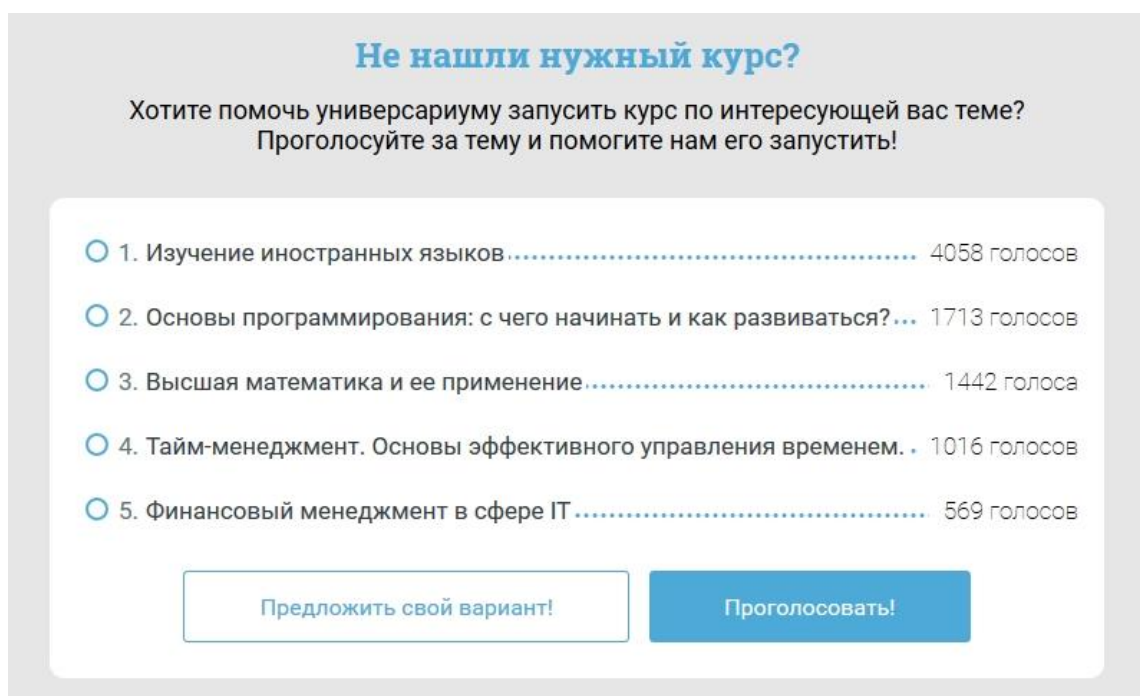 Не нашли нужный курс?
Хотите помочь универсариуму запусить курс по интересующей вас теме?
Проголосуйте за тему и помогите нам его запустить!
1. Изучение иностранных языков 4058 голосов
2. Основы программирования: с чего начинать и как развиваться? 1713 голосов
3. Высшая математика и ее применение 1442 голоса
4. Тайм-менеджмент. Основы эффективного управления временем. 1016 голосов
5. Финансовый менеджмент в сфере IT 569 голосов
Предложить свой вариант! Проголосовать!